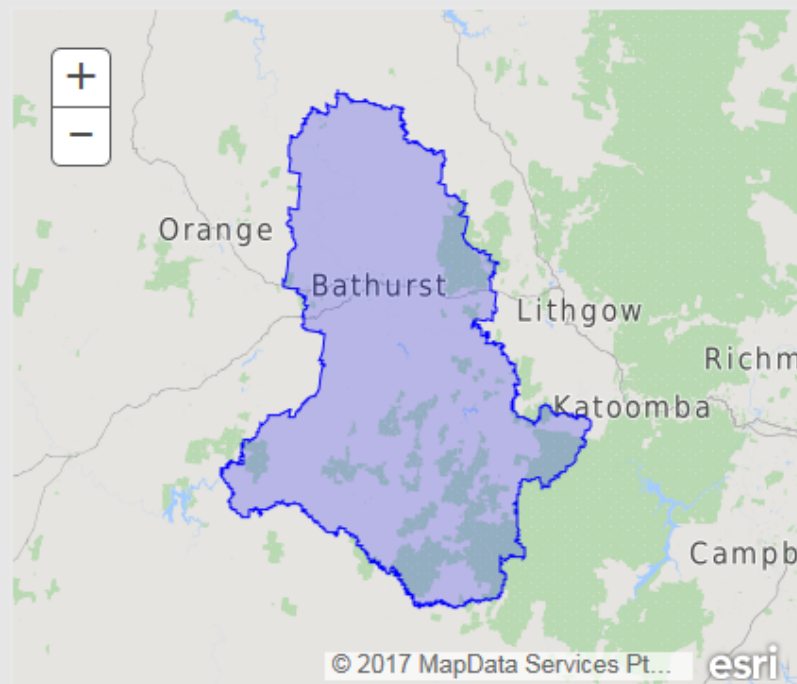 +
−
Orange
Bathurst
Lithgow
Richm
Katoomba
Campb
© 2017 MapData Services Pt... esri